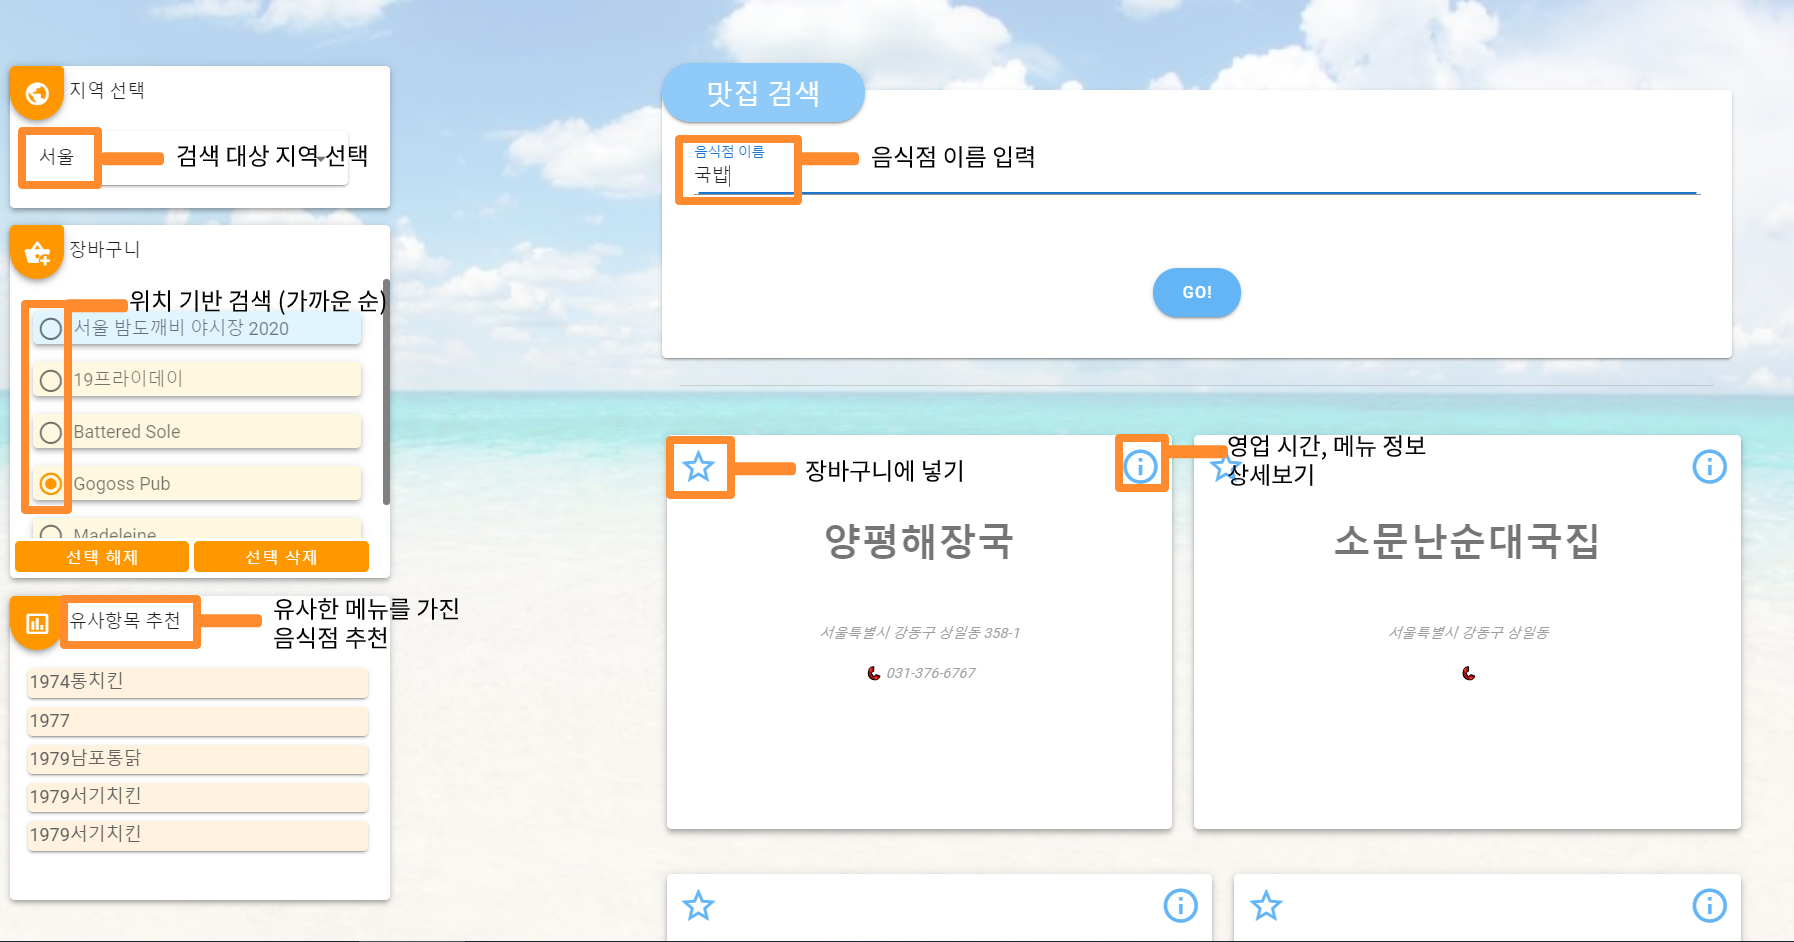 지역 선택
서울
검색 대상 지역 선택
장바구니
위치 기반 검색 (가까운 순)
서울 밤도깨비 야시장 2020
19프라이데이
Battered Sole
Gogoss Pub
Madeleine
선택 해제
선택 삭제
유사항목 추천
유사한 메뉴를 가진
음식점 추천
1974통치킨
1977
1979남포통닭
1979서기치킨
1979서기치킨
맛집 검색
음식점 이름
국밥
음식점 이름 입력
GO!
장바구니에 넣기
영업 시간, 메뉴 정보
상세보기
양평해장국
서울특별시 강동구 상일동 358-1
031-376-6767
소문난순대국집
서울특별시 강동구 상일동